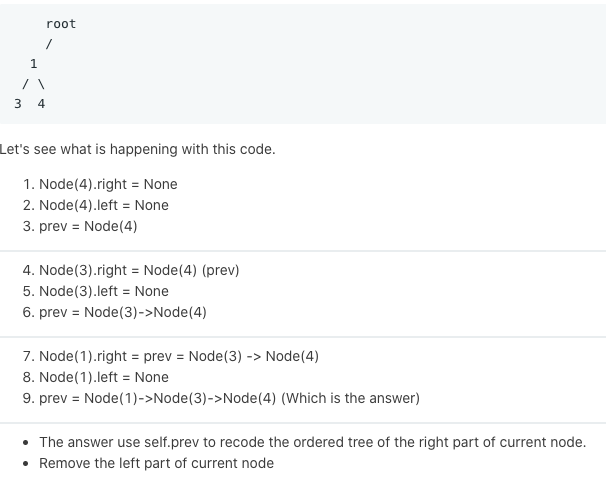 root
/
1
/ \
3 4
Let's see what is happening with this code.
1. Node(4).right = None
2. Node(4).left = None
3. prev = Node(4)
4. Node(3).right = Node(4) (prev)
5. Node(3).left = None
6. prev = Node(3)->Node(4)
7. Node(1).right = prev = Node(3) -> Node(4)
8. Node(1).left = None
9. prev = Node(1)->Node(3)->Node(4) (Which is the answer)
• The answer use self.prev to recode the ordered tree of the right part of current node.
• Remove the left part of current node